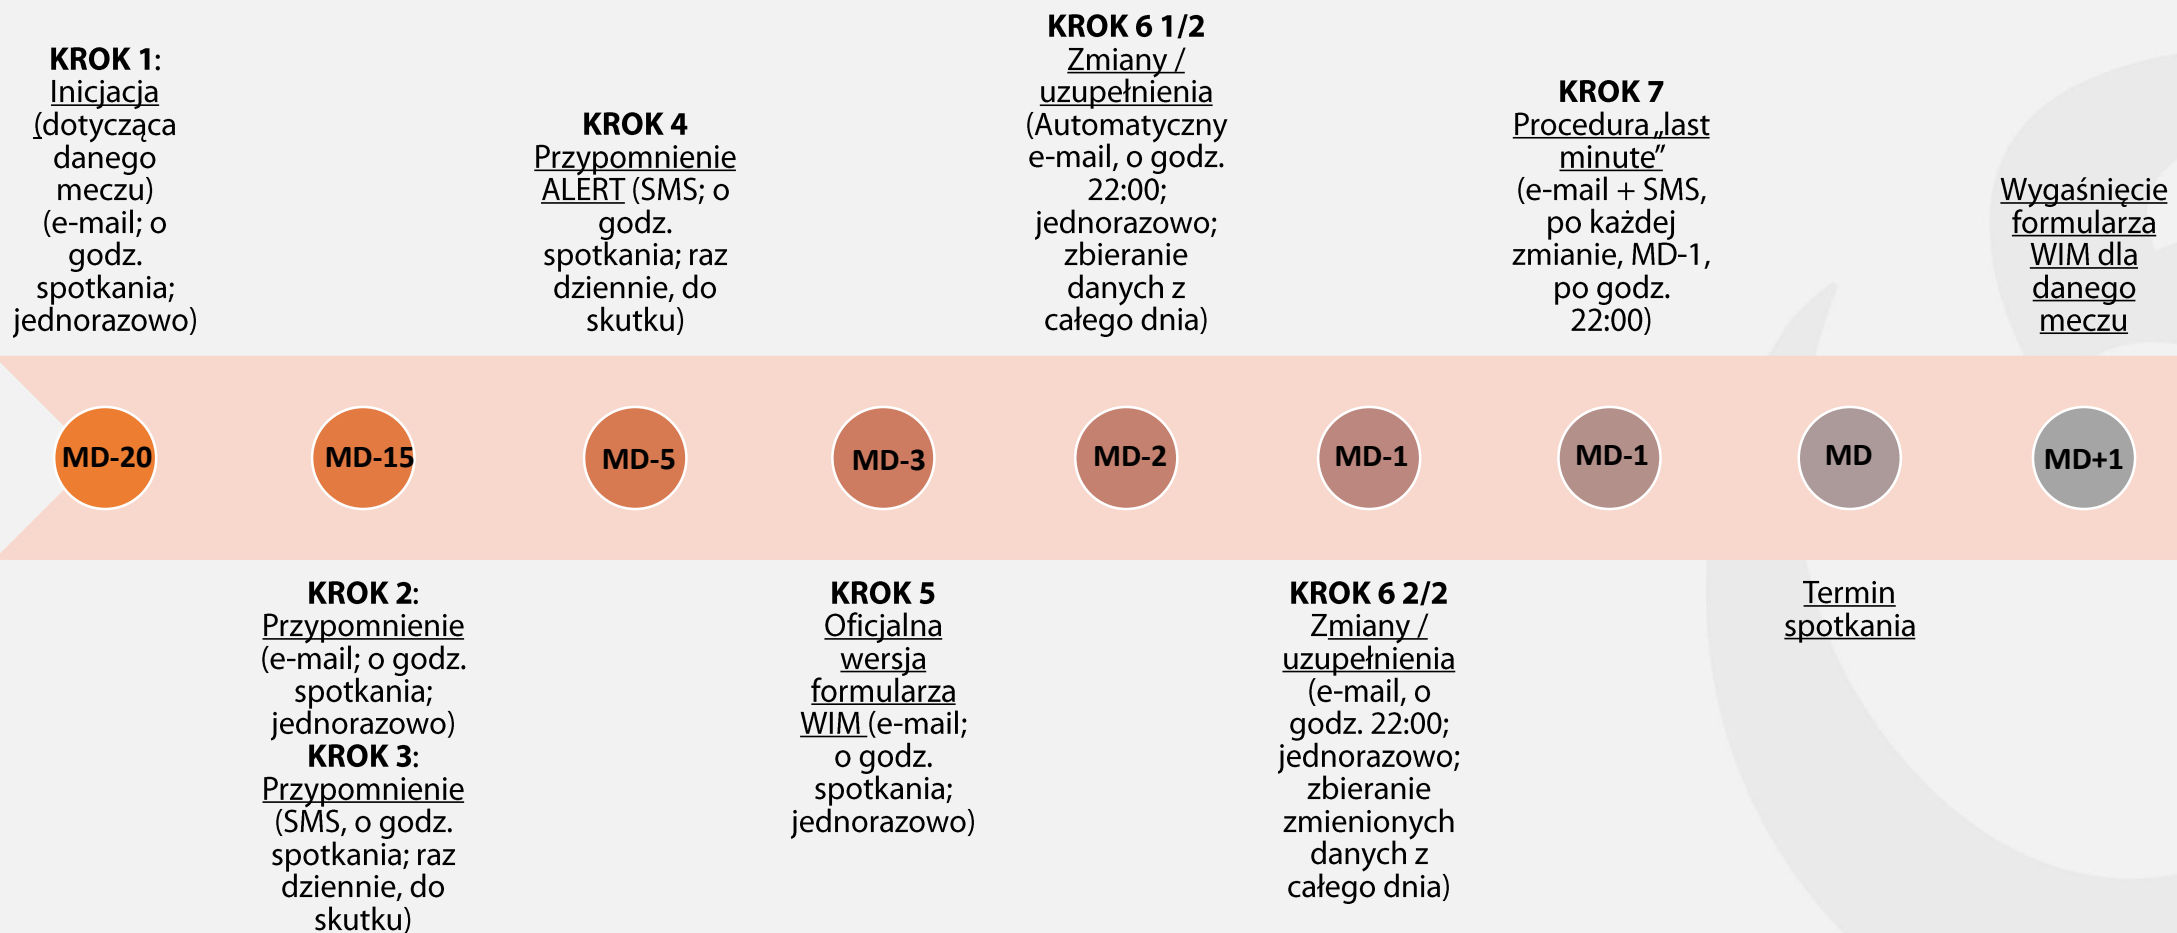 KROK 1:
Inicjacja
(dotycząca
danego
meczu)
(e-mail; o
godz.
spotkania;
jednorazowo)
KROK 4
Przypomnienie
ALERT (SMS; o
godz.
spotkania; raz
dziennie, do
skutku)
KROK 6 1/2
Zmiany /
uzupełnienia
(Automatyczny
e-mail, o godz.
22:00;
jednorazowo;
zbieranie
danych z
całego dnia)
KROK 7
Procedura „last
minute”
(e-mail + SMS,
po każdej
zmianie, MD-1,
po godz.
22:00)
Wygaśnięcie
formularza
WIM dla
danego
meczu
MD-20
MD-15
MD-5
MD-3
MD-2
MD-1
MD-1
MD
MD+1
KROK 2:
Przypomnienie
(e-mail; o godz.
spotkania;
jednorazowo)
KROK 3:
Przypomnienie
(SMS, o godz.
spotkania; raz
dziennie, do
skutku)
KROK 5
Oficjalna
wersja
formularza
WIM (e-mail;
o godz.
spotkania;
jednorazowo)
KROK 6 2/2
Zmiany /
uzupełnienia
(e-mail, o
godz. 22:00;
jednorazowo;
zbieranie
zmienionych
danych z
całego dnia)
Termin
spotkania